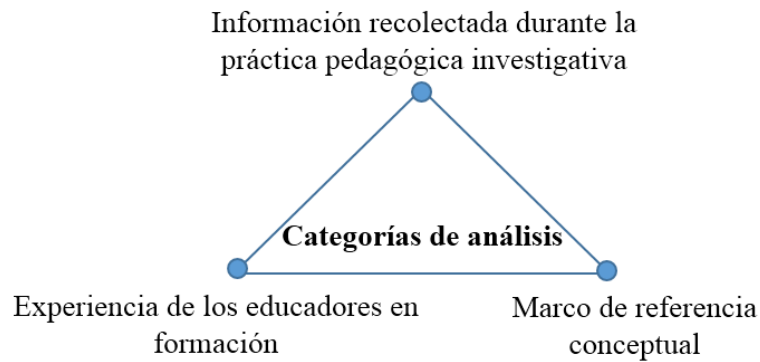 Información recolectada durante la
práctica pedagógica investigativa
Categorías de análisis
Experiencia de los educadores en
formación
Marco de referencia
conceptual